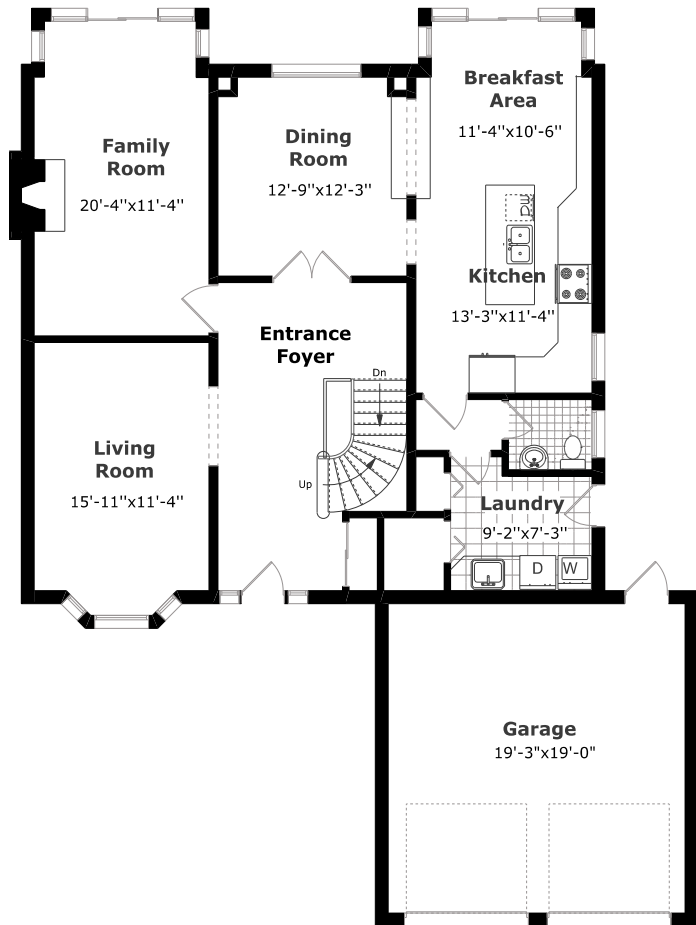 Breakfast
Area
11'-4"x10'-6"
Family
Room
20'-4"x11'-4"
Dining
Room
12'-9"x12'-3"
DW
Kitchen
13'-3"x11'-4"
Entrance
Foyer
Dn
Up
Living
Room
15'-11"x11'-4"
Laundry
9'-2"x7'-3"
D
W
Garage
19'-3"x19'-0"